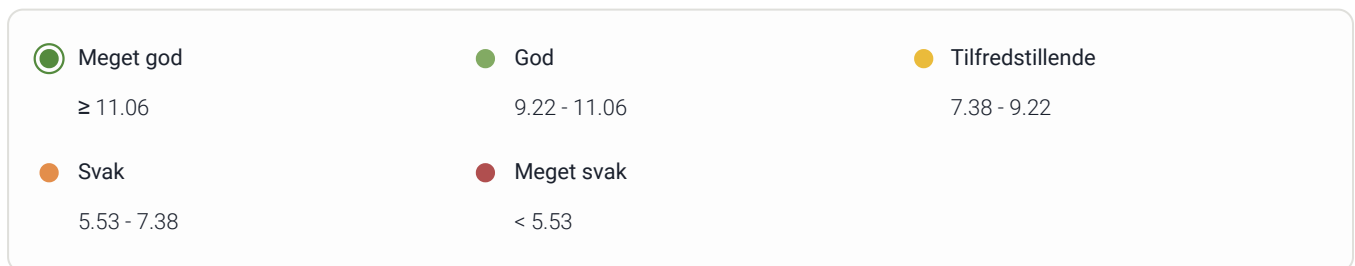 Meget god
God
Tilfredstillende
≥ 11.06
9.22 - 11.06
7.38 - 9.22
Svak
Meget svak
5.53 - 7.38
< 5.53